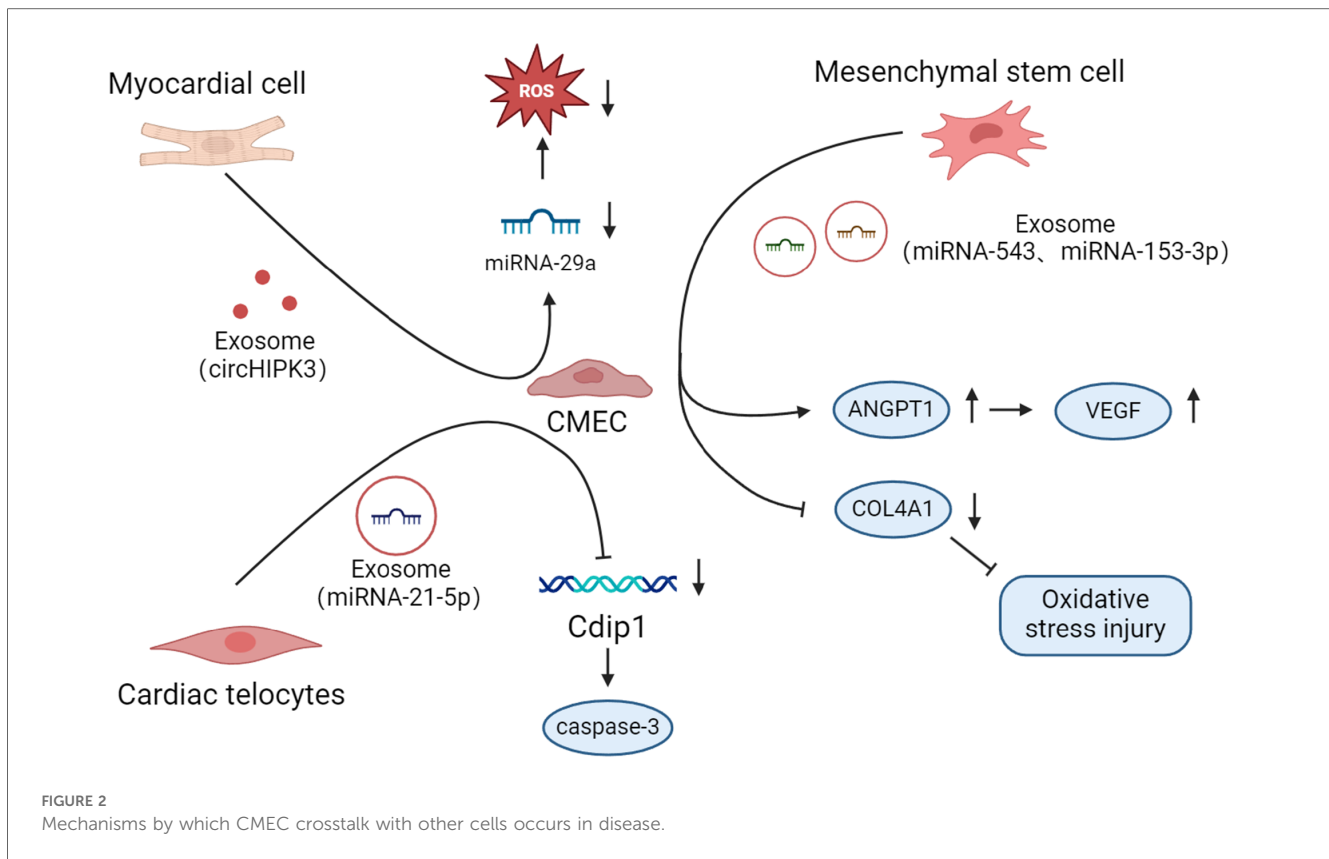 Myocardial cell
ROS
miRNA-29a
Exosome
(circHIPK3)
Mesenchymal stem cell
Exosome
(miRNA-543、miRNA-153-3p)
CMEC
ANGPT1
VEGF
COL4A1
Oxidative
stress injury
Exosome
(miRNA-21-5p)
Cardiac telocytes
Cdip1
caspase-3
FIGURE 2
Mechanisms by which CMEC crosstalk with other cells occurs in disease.